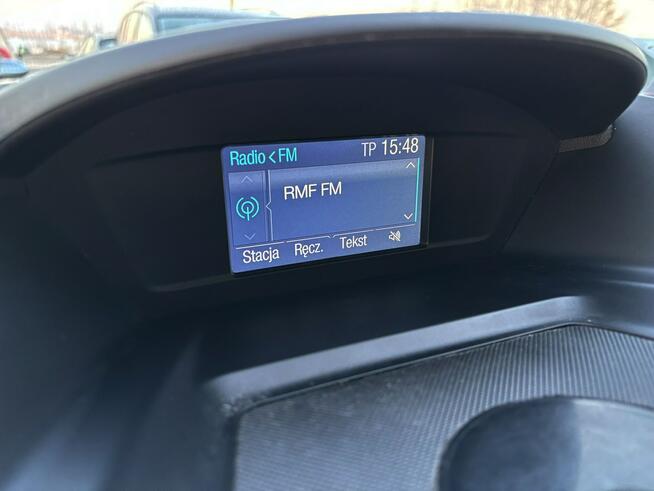 Radio < FM TP 15:48
RMF FM
Stacja Ręcz. Tekst